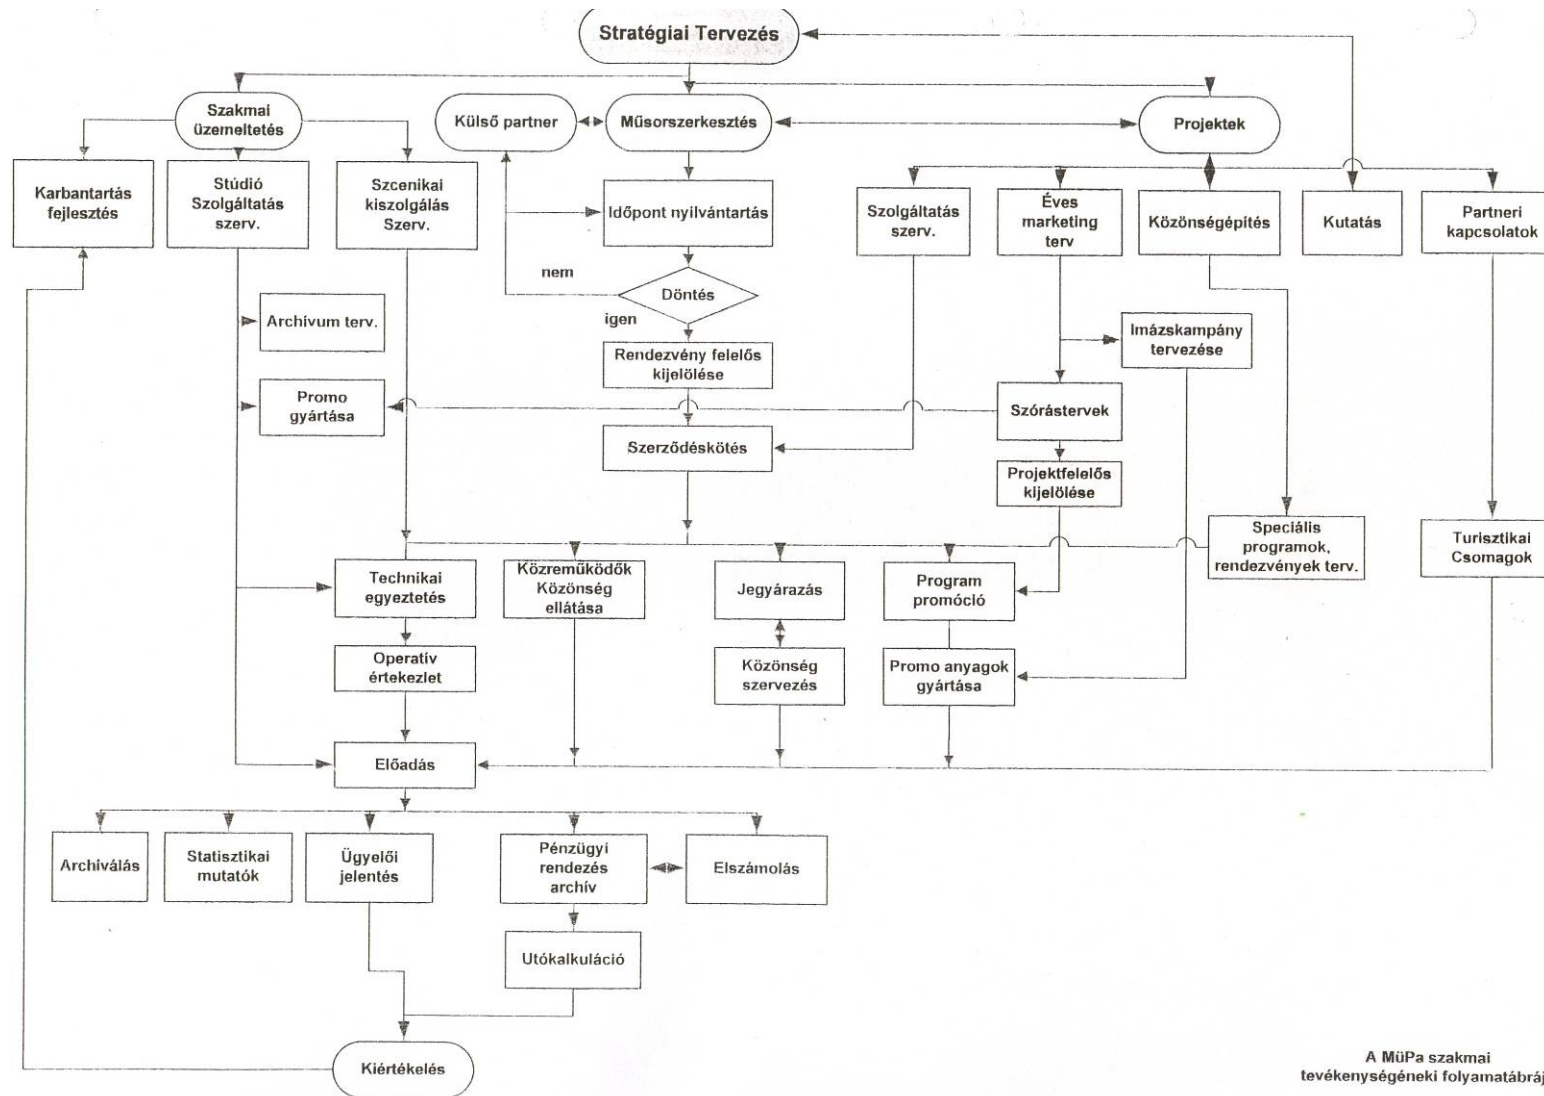 Stratégiai Tervezés
Szakmai
üzemeltetés
Külső partner
Műsorszerkesztés
Projektek
Karbantartás
fejlesztés
Stúdió
Szolgáltatás
szerv.
Szcenikai
kiszolgálás
Szerv.
Időpont nyilvántartás
Szolgáltatás
szerv.
Éves
marketing
terv
Közönségépítés
Kutatás
Partneri
kapcsolatok
nem
Döntés
igen
Archívum terv.
Imázskampány
tervezése
Rendezvény felelős
kijelölése
Promo
gyártása
Szórástervek
Szerződéskötés
Projektfelelős
kijelölése
Speciális
programok,
rendezvények terv.
Turisztikai
Csomagok
Technikai
egyeztetés
Közreműködők
Közönség
ellátása
Jegyárazás
Program
promóció
Operatív
értekezlet
Közönség
szervezés
Promo anyagok
gyártása
Előadás
Archiválás
Statisztikai
mutatók
Ügyelői
jelentés
Pénzügyi
rendezés
archív
Elszámolás
Utókalkuláció
Kiértékelés
A MüPa szakmai
tevékenységéneki folyamatábráj